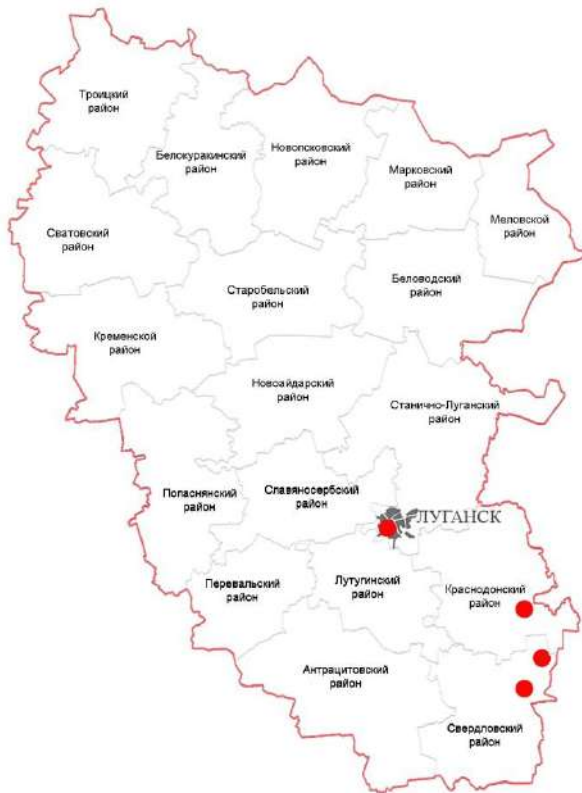 Троицкий
район
Белокуракинский
район
Новопсковский
район
Марковский
район
Меловской
район
Сватовский
район
Старобельский
район
Беловодский
район
Кременской
район
Новоайдарский
район
Станично-Луганский
район
Попаснянский
район
Славяносербский
район
ЛУГАНСК
Перевальский
район
Лутугинский
район
Краснодонский
район
Антрацитовский
район
Свердловский
район